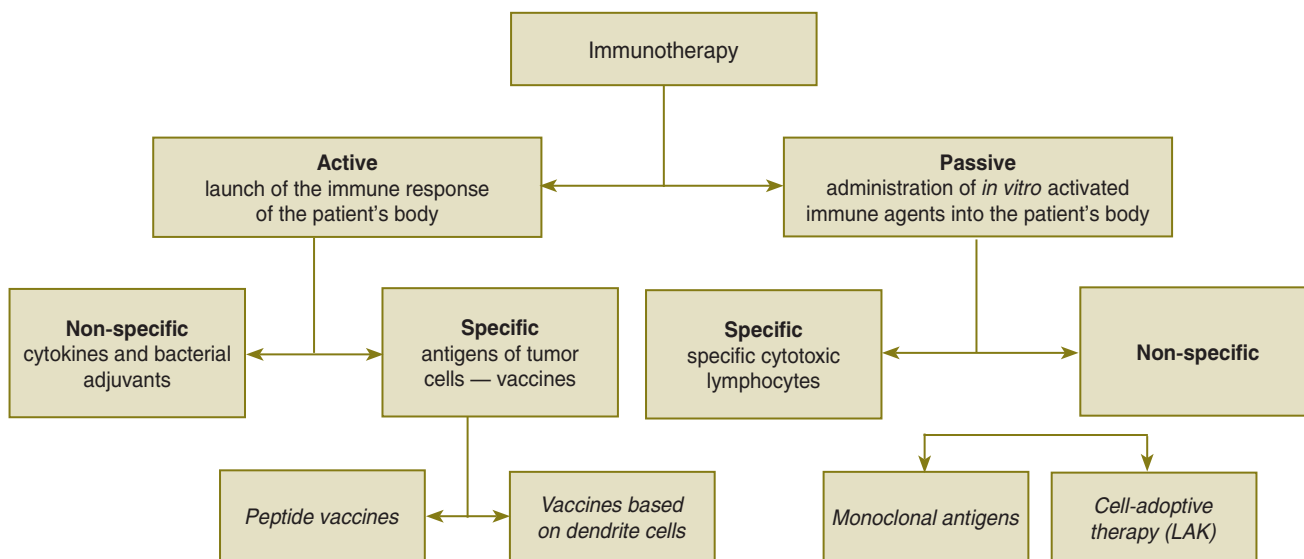 Immunotherapy
Active
launch of the immune response
of the patient’s body
Passive
administration of in vitro activated
immune agents into the patient’s body
Non-specific
cytokines and bacterial
adjuvants
Specific
antigens of tumor
cells — vaccines
Specific
specific cytotoxic
lymphocytes
Non-specific
Peptide vaccines
Vaccines based
on dendrite cells
Monoclonal antigens
Cell-adoptive
therapy (LAK)